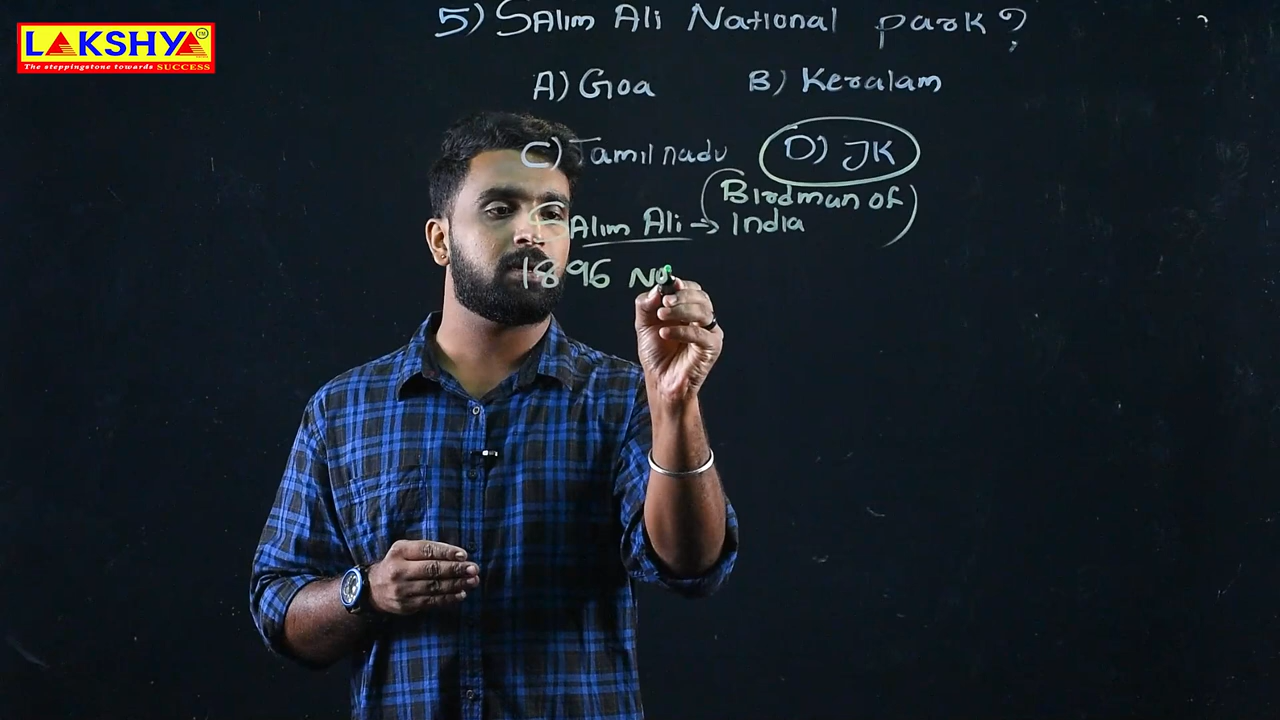 LAKSHYA TM
The steppingstone towards SUCCESS
5) SAlim Ali National park ?
A) Goa B) Keralam
C) Tamilnadu D) JK
SAlim Ali → (Birdman of
India)
1896 No